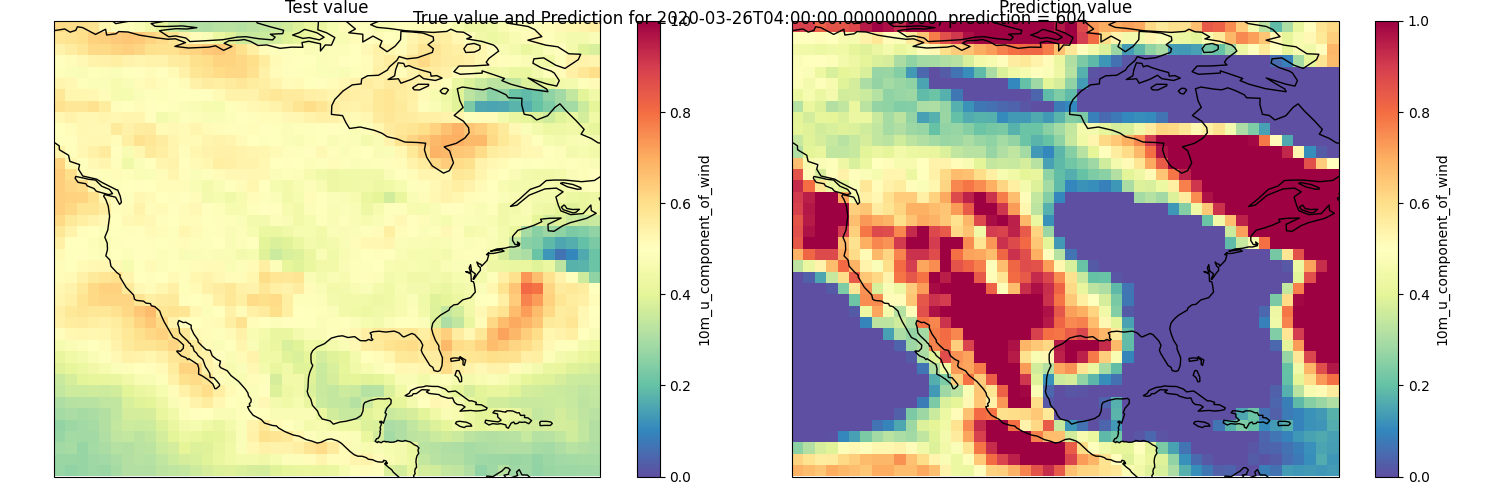 Test value
True value and Prediction for 2020-03-26T04:00:00.000000000, prediction = 604
Prediction value
1.0
0.8
0.6
0.4
0.2
0.0
10m_u_component_of_wind
1.0
0.8
0.6
0.4
0.2
0.0
10m_u_component_of_wind